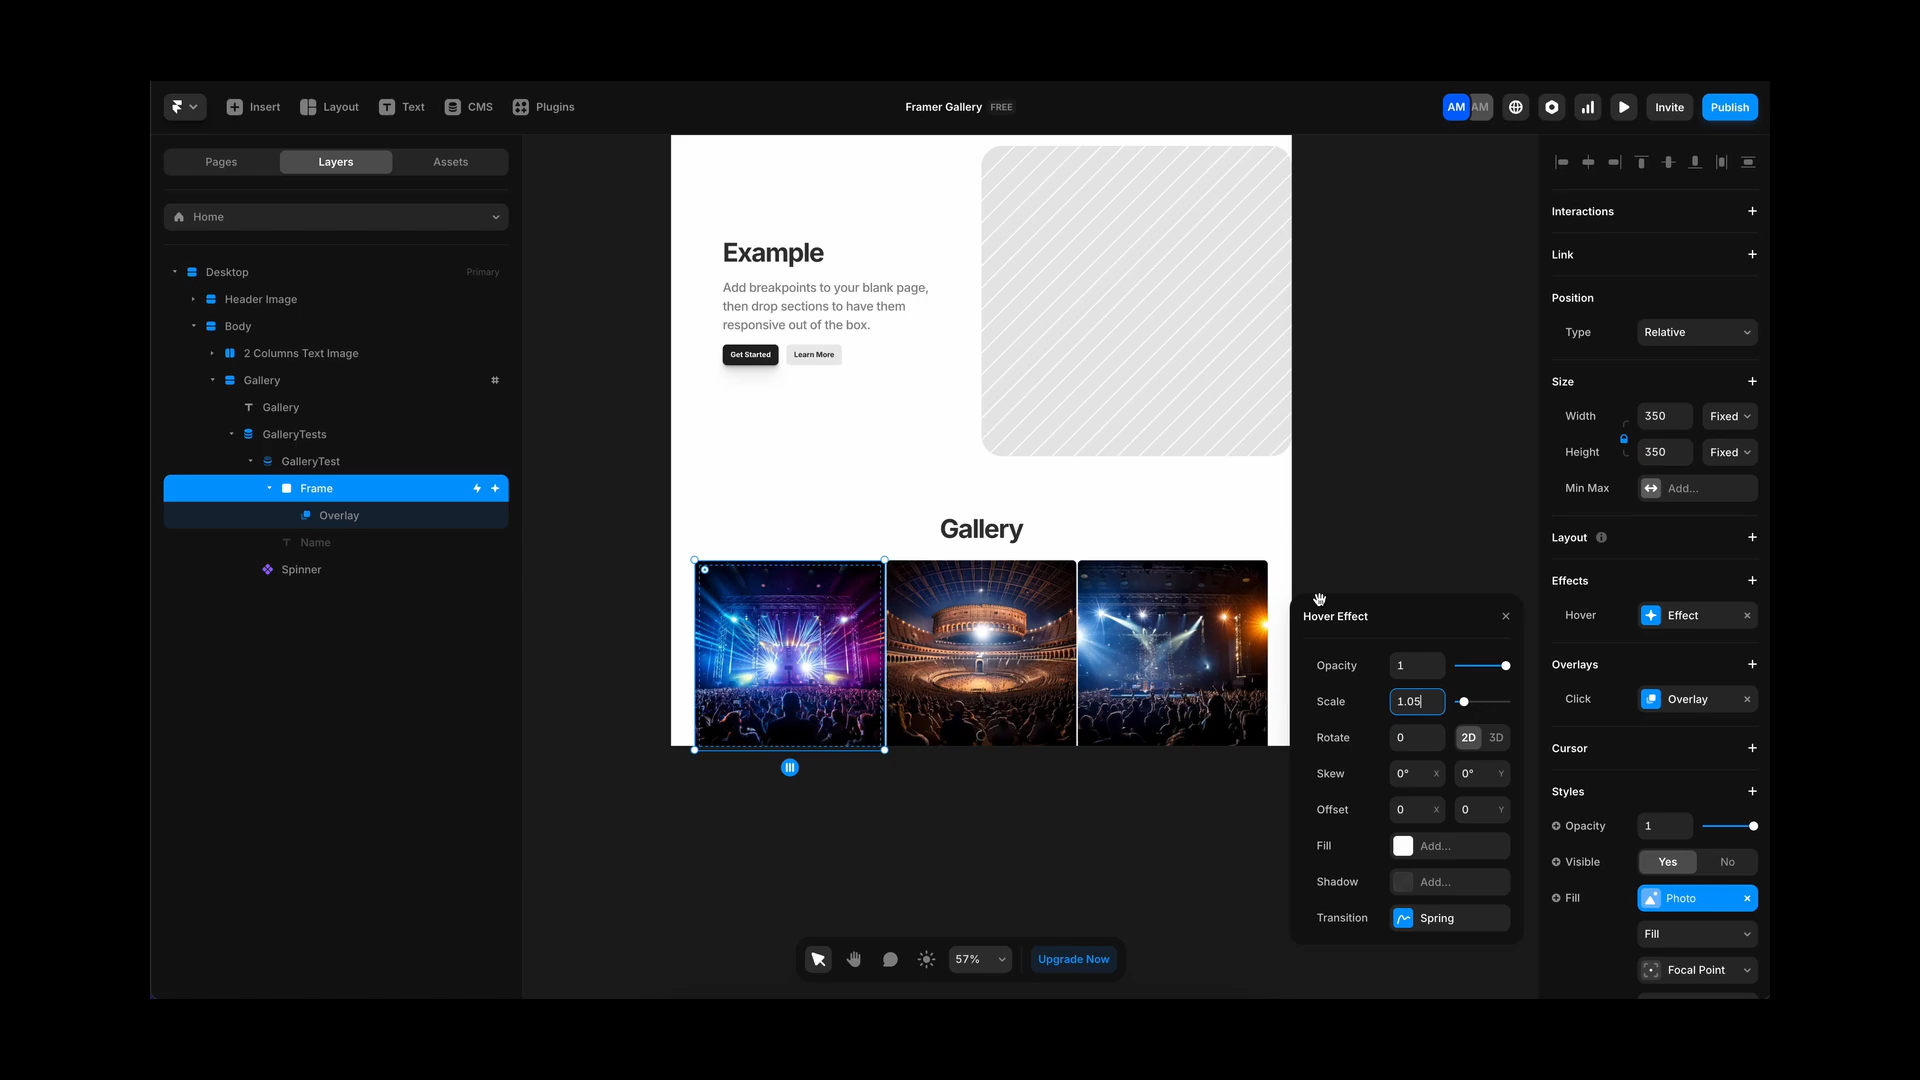 Insert
Layout
Text
CMS
Plugins
Framer Gallery FREE
AM
AM
Invite
Publish
Pages
Layers
Assets
Home
Desktop
Primary
Header Image
Body
2 Columns Text Image
Gallery
Gallery
GalleryTests
GalleryTest
Frame
Overlay
Name
Spinner
Example
Add breakpoints to your blank page,
then drop sections to have them
responsive out of the box.
Get Started
Learn More
Gallery
57%
Upgrade Now
Hover Effect
Opacity 1
Scale 1.05
Rotate 0 2D 3D
Skew 0° X 0° Y
Offset 0 X 0 Y
Fill Add...
Shadow Add...
Transition Spring
Interactions
Link
Position
Type Relative
Size
Width 350 Fixed
Height 350 Fixed
Min Max Add...
Layout
Effects
Hover Effect
Overlays
Click Overlay
Cursor
Styles
Opacity 1
Visible Yes No
Fill Photo
Fill
Focal Point